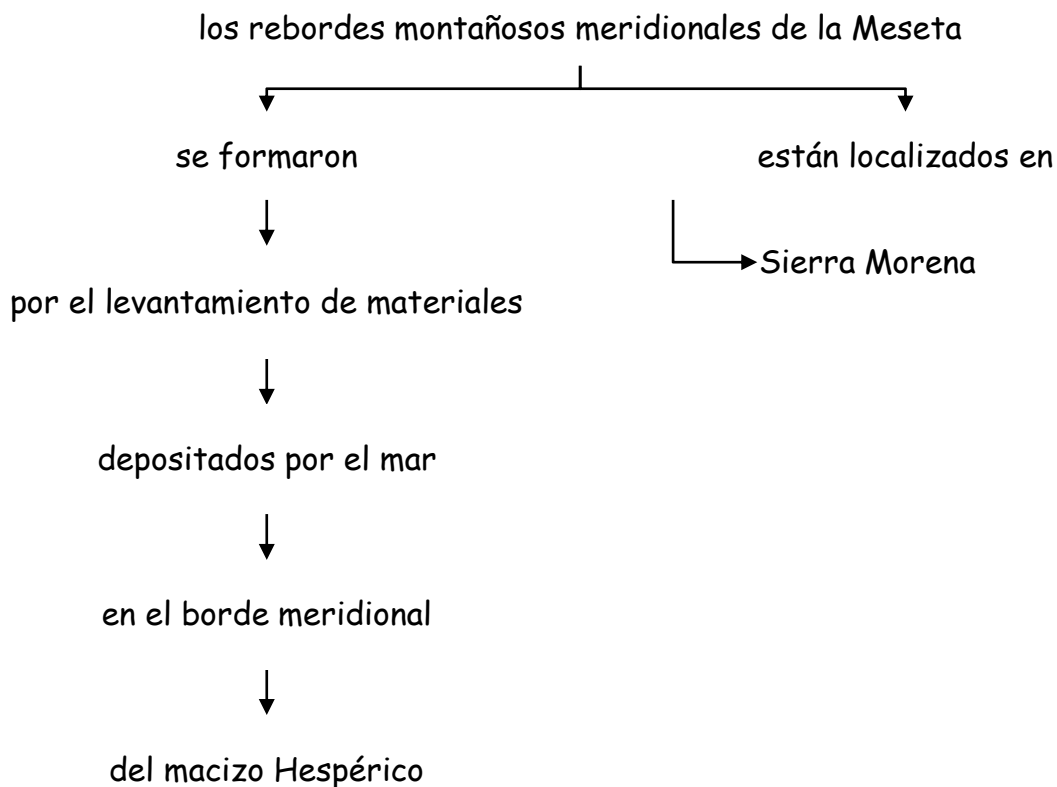 los rebordes montañosos meridionales de la Meseta
se formaron
están localizados en
Sierra Morena
por el levantamiento de materiales
depositados por el mar
en el borde meridional
del macizo Hespérico